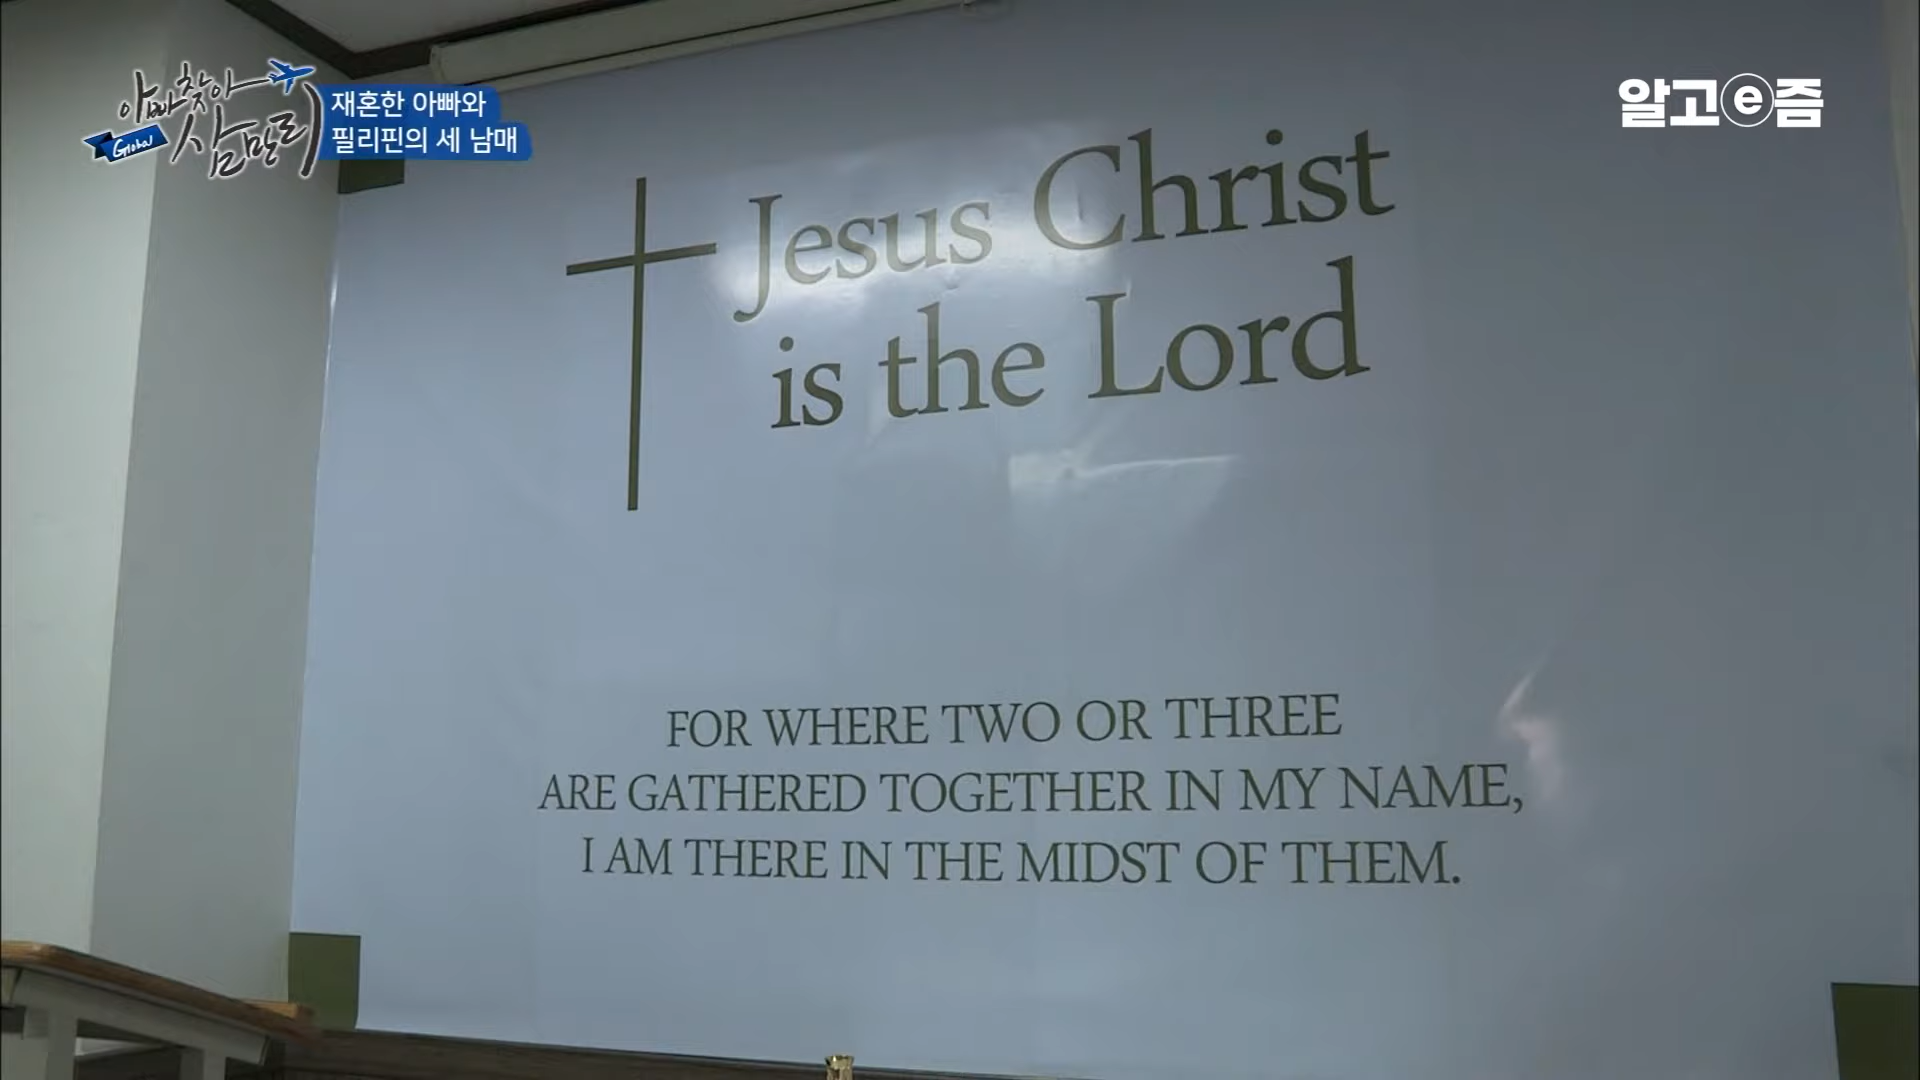 아빠찾아
Global 삼만리
재혼한 아빠와
필리핀의 세 남매
알고e즘
Jesus Christ
is the Lord
FOR WHERE TWO OR THREE
ARE GATHERED TOGETHER IN MY NAME,
I AM THERE IN THE MIDST OF THEM.